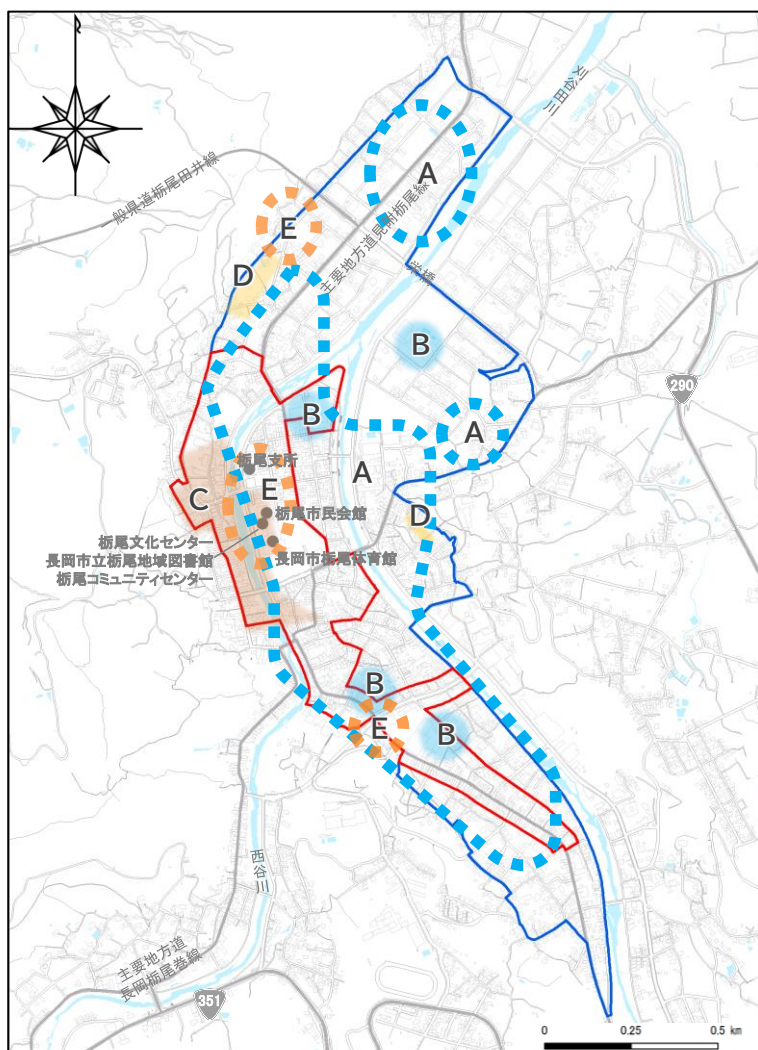 刈谷田川
一般県道栃尾田井線
A
主要地方道見附栃尾線
E
D
栄橋
B
290
B
A
A
栃尾支所
E
C
栃尾市民会館
D
栃尾文化センター
長岡市立栃尾地域図書館
長岡市栃尾体育館
栃尾コミュニティセンター
B
E
B
西谷川
主要地方道
長岡栃尾巻線
351
0 0.25 0.5 km